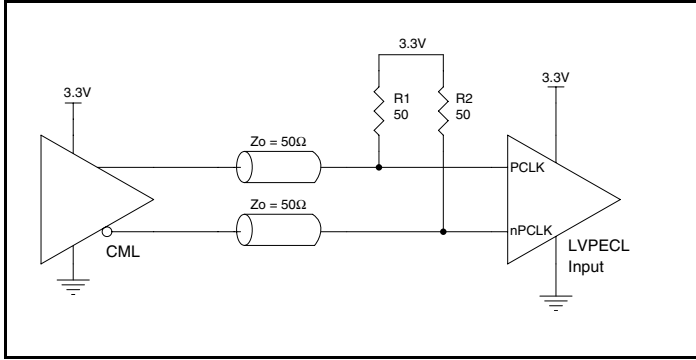 3.3V
3.3V
3.3V
R1
50
R2
50
Zo = 50Ω
Zo = 50Ω
PCLK
nPCLK
CML
LVPECL
Input